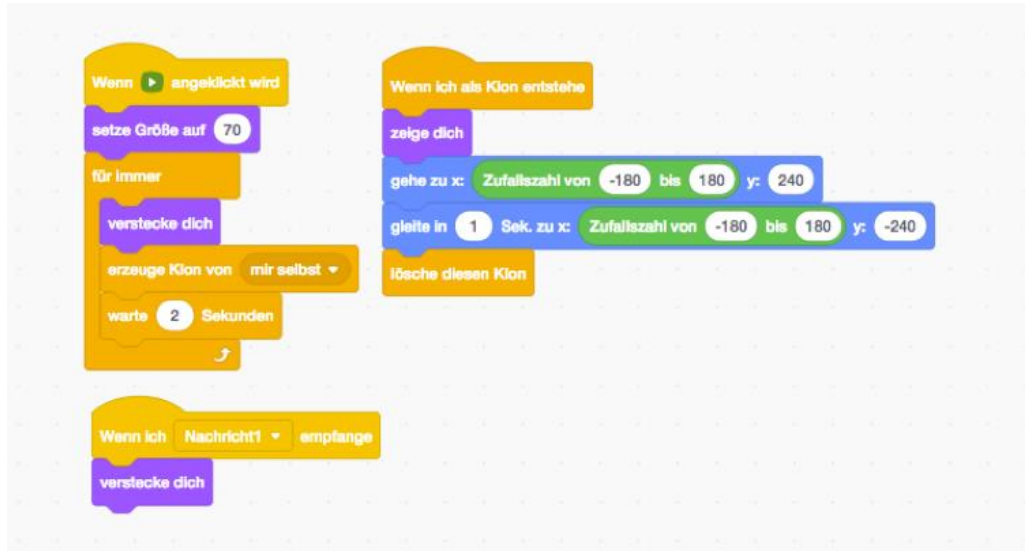 Wenn angeklickt wird
setze Größe auf 70
für immer
verstecke dich
erzeuge Klon von mir selbst
warte 2 Sekunden
Wenn ich als Klon entstehe
zeige dich
gehe zu x: Zufallszahl von -180 bis 180 y: 240
gleite in 1 Sek. zu x: Zufallszahl von -180 bis 180 y: -240
lösche diesen Klon
Wenn ich Nachricht1 empfange
verstecke dich